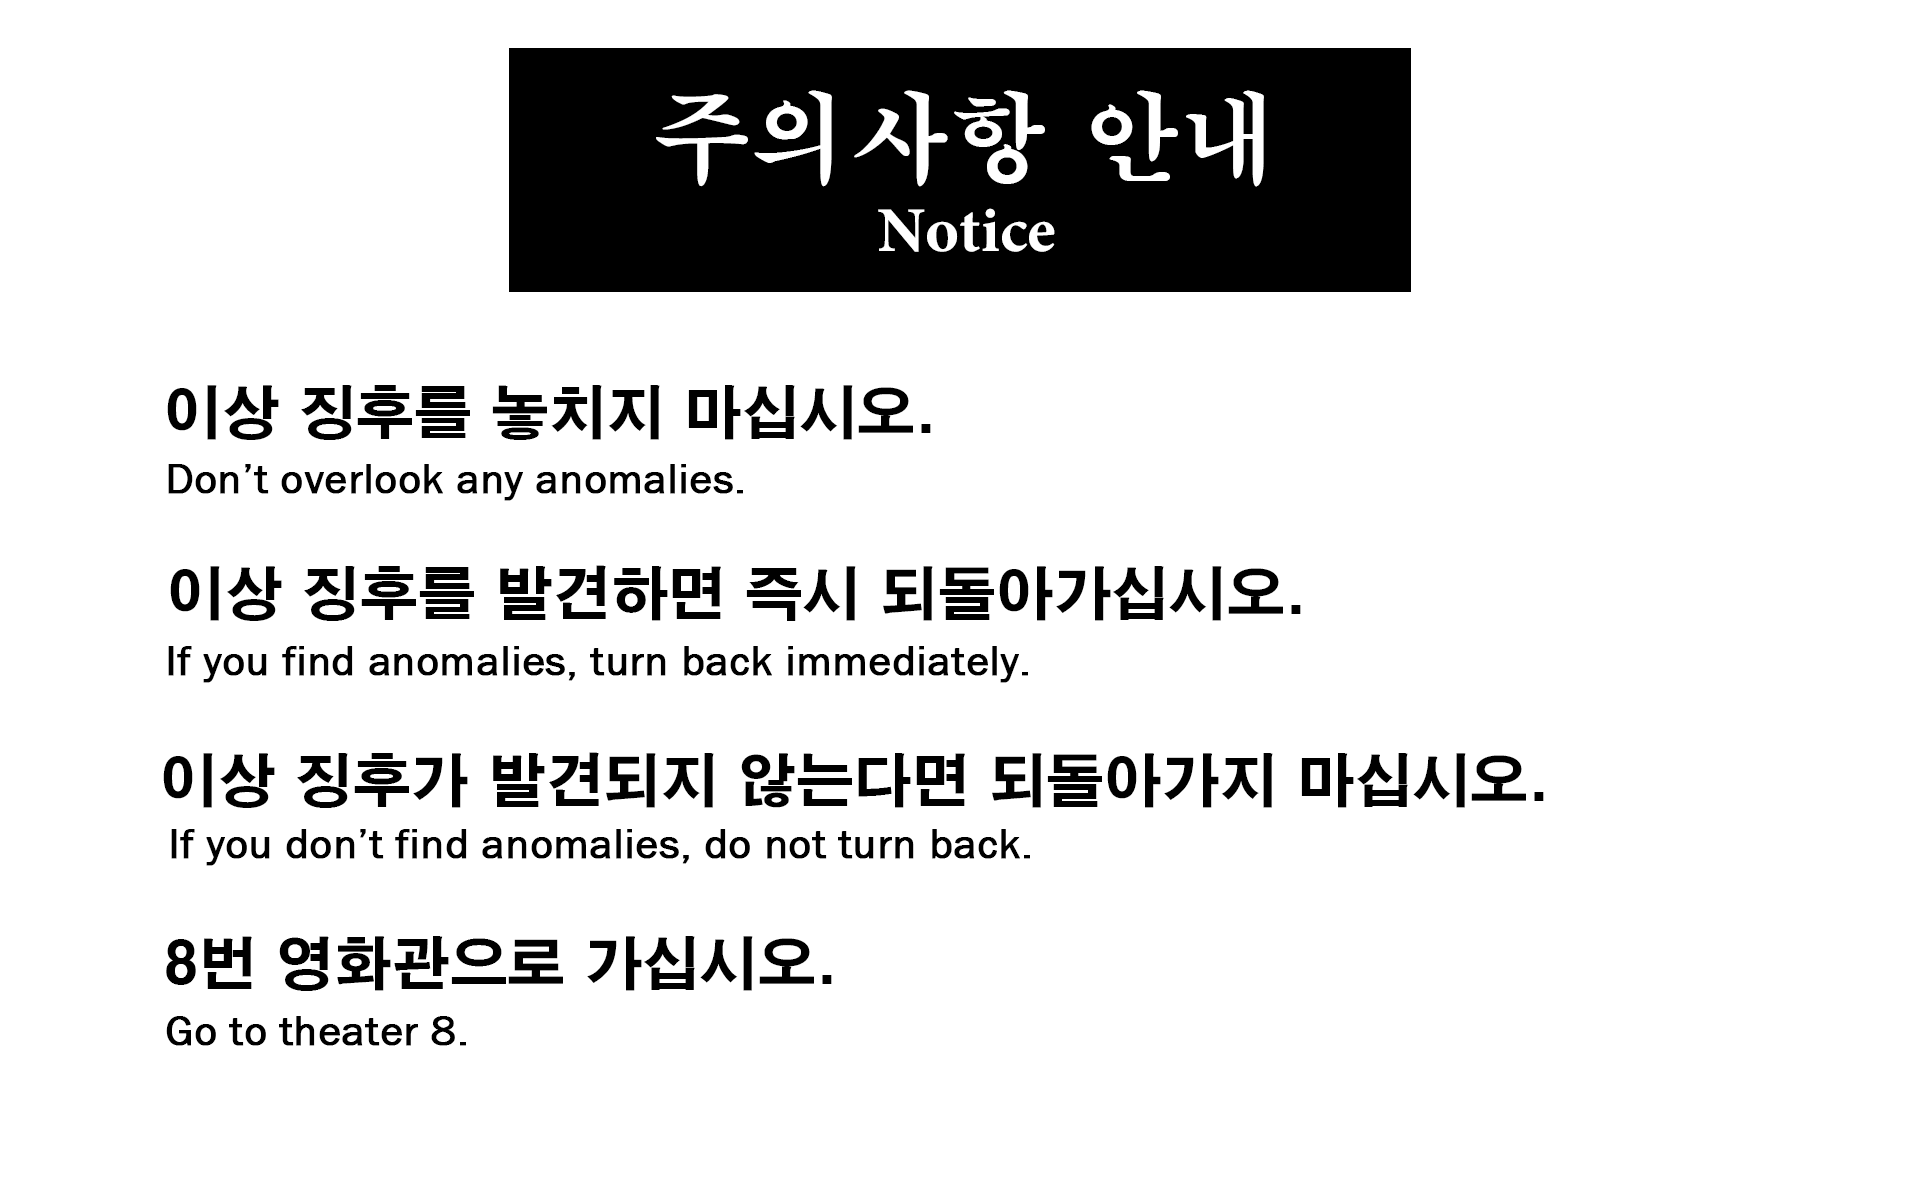 주의사항 안내
Notice
이상 징후를 놓치지 마십시오.
Don’t overlook any anomalies.
이상 징후를 발견하면 즉시 되돌아가십시오.
If you find anomalies, turn back immediately.
이상 징후가 발견되지 않는다면 되돌아가지 마십시오.
If you don’t find anomalies, do not turn back.
8번 영화관으로 가십시오.
Go to theater 8.